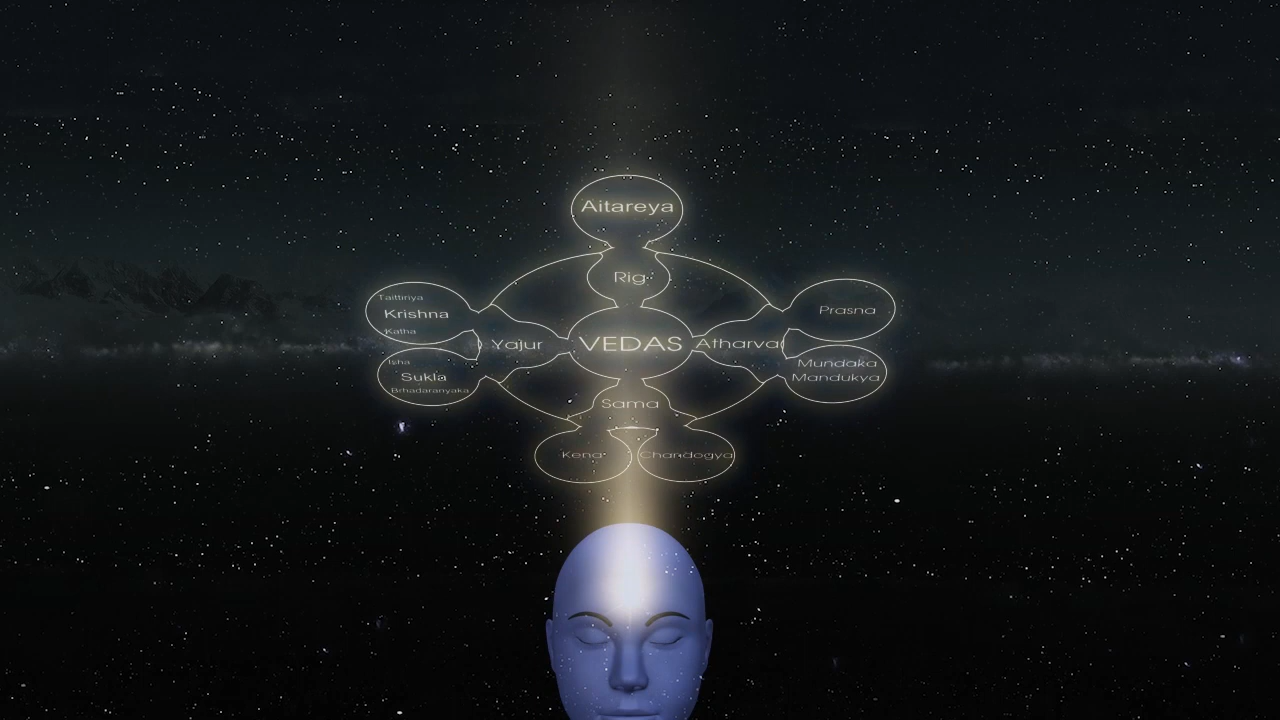 Aitareya
Rig
Taittiriya
Krishna
Katha
Prasna
Yajur
VEDAS
Atharva
Isha
Sukla
Brhadaranyaka
Mundaka
Mandukya
Sama
Kena
Chandogya